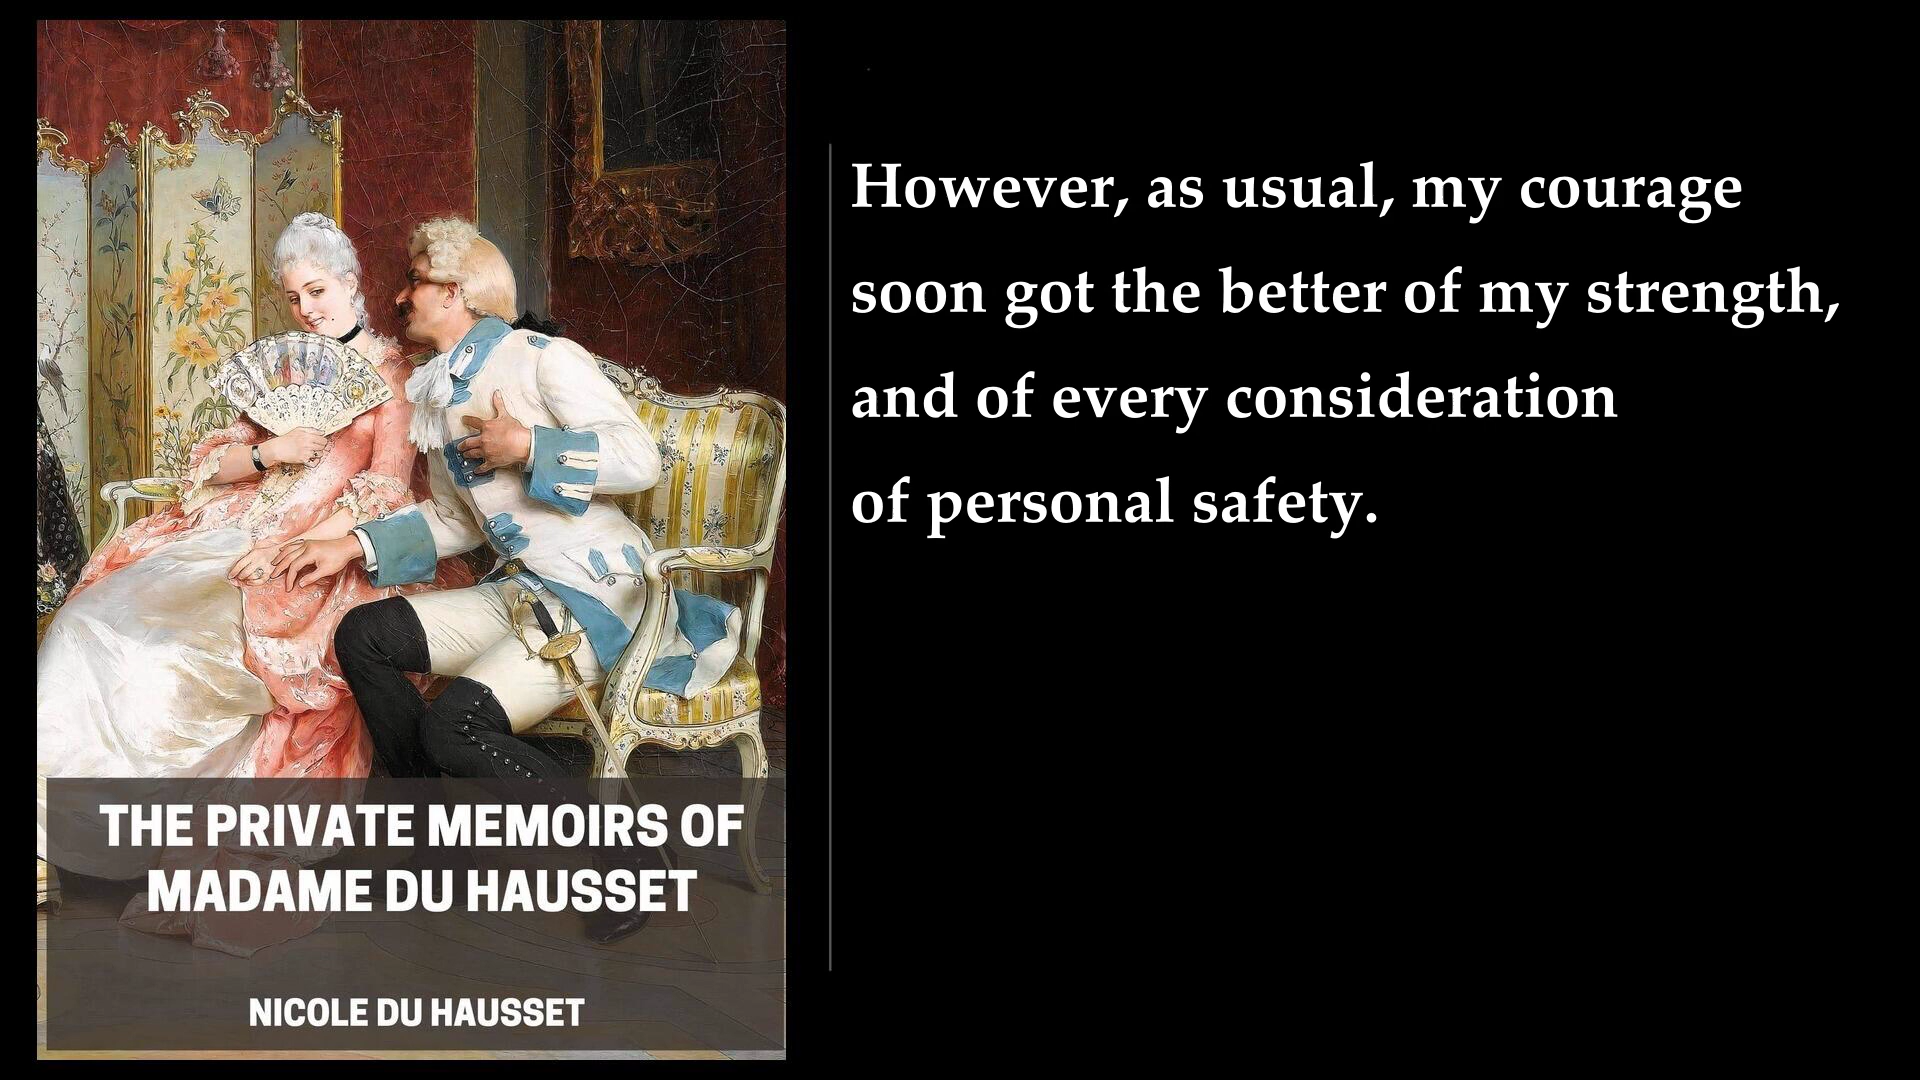 However, as usual, my courage
soon got the better of my strength,
and of every consideration
of personal safety.
THE PRIVATE MEMOIRS OF
MADAME DU HAUSSET
NICOLE DU HAUSSET